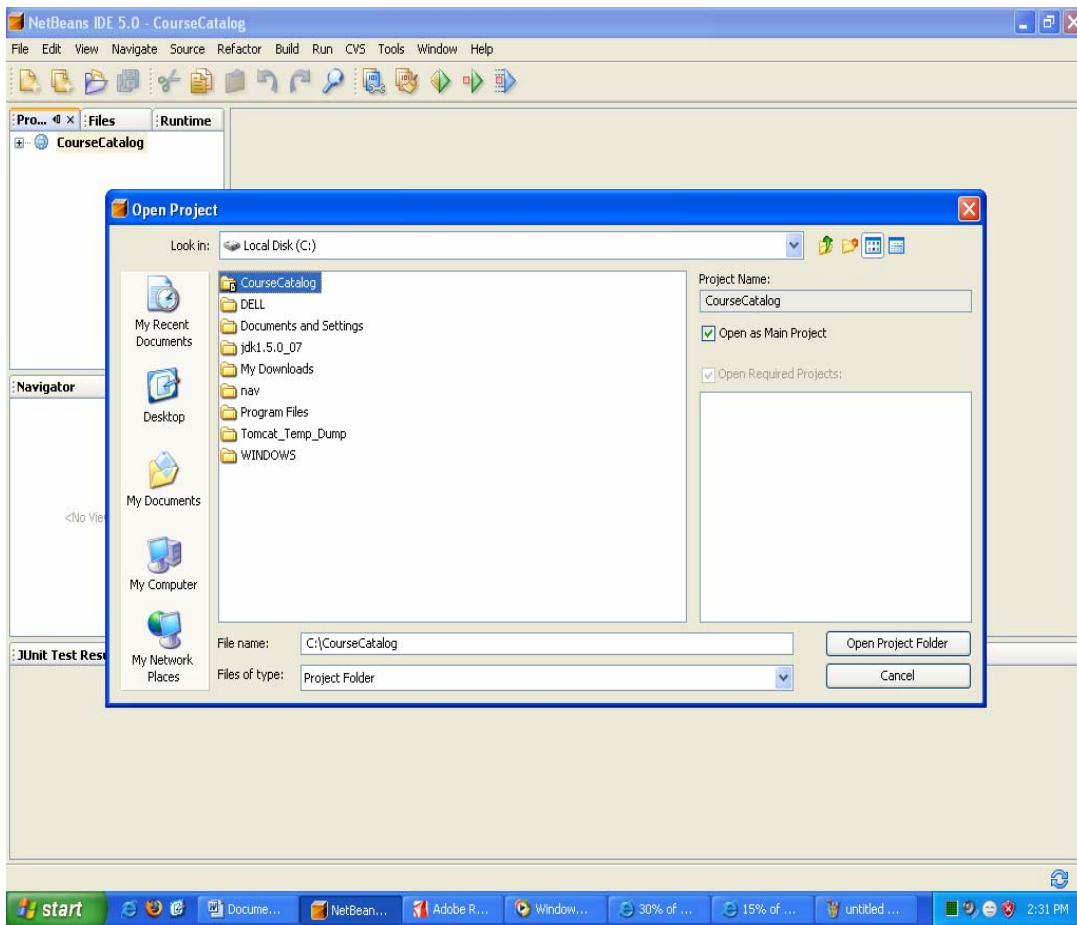 NetBeans IDE 5.0 - CourseCatalog
File Edit View Navigate Source Refactor Build Run CVS Tools Window Help
Pro... Files Runtime
CourseCatalog
Open Project
Look in: Local Disk (C:)
CourseCatalog
DELL
Documents and Settings
jdk1.5.0_07
My Downloads
nav
Program Files
Tomcat_Temp_Dump
WINDOWS
My Recent
Documents
Desktop
My Documents
My Computer
My Network
Places
Project Name:
CourseCatalog
Open as Main Project
Open Required Projects:
File name: C:\CourseCatalog
Open Project Folder
Files of type: Project Folder
Cancel
Navigator
<No Vie
JUnit Test Resu
start
Docume...
NetBean...
Adobe R...
Window...
30% of ...
15% of ...
untitled ...
2:31 PM